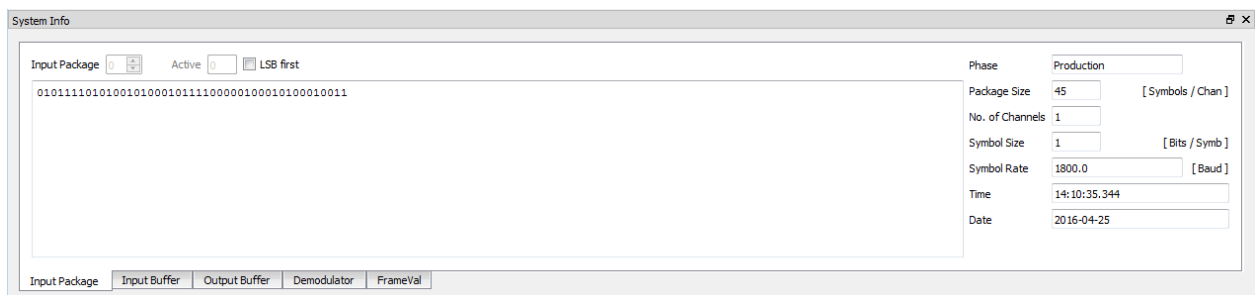 System Info
Input Package 0 Active 0 LSB first
010111101010010100010111100000100010100010011
Phase Production
Package Size 45 [ Symbols / Chan ]
No. of Channels 1
Symbol Size 1 [ Bits / Symb ]
Symbol Rate 1800.0 [ Baud ]
Time 14:10:35.344
Date 2016-04-25
Input Package Input Buffer Output Buffer Demodulator FrameVal